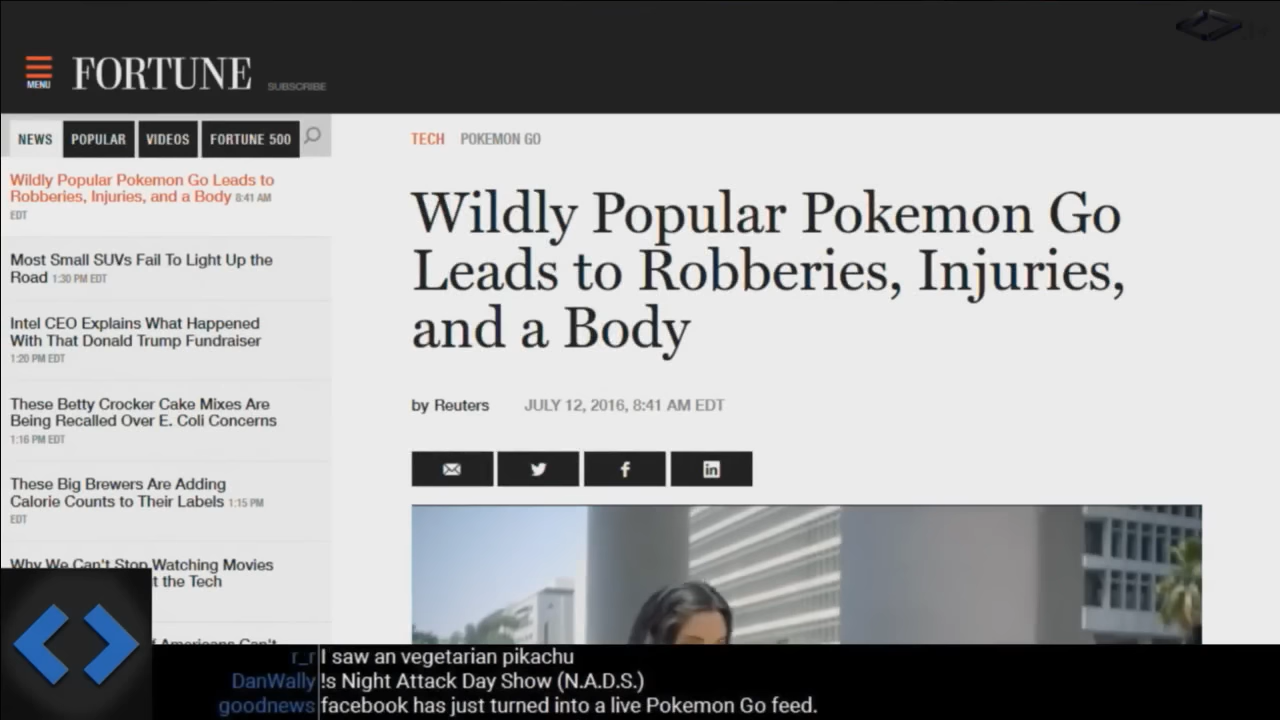 MENU
FORTUNE
SUBSCRIBE
NEWS
POPULAR
VIDEOS
FORTUNE 500
Wildly Popular Pokemon Go Leads to
Robberies, Injuries, and a Body 8:41 AM
EDT
Most Small SUVs Fail To Light Up the
Road 1:30 PM EDT
Intel CEO Explains What Happened
With That Donald Trump Fundraiser
1:20 PM EDT
These Betty Crocker Cake Mixes Are
Being Recalled Over E. Coli Concerns
1:16 PM EDT
These Big Brewers Are Adding
Calorie Counts to Their Labels 1:15 PM
EDT
Why We Can't Stop Watching Movies
t the Tech
f Americans Can't
TECH POKEMON GO
Wildly Popular Pokemon Go
Leads to Robberies, Injuries,
and a Body
by Reuters JULY 12, 2016, 8:41 AM EDT
r_r I saw an vegetarian pikachu
DanWally !s Night Attack Day Show (N.A.D.S.)
goodnews facebook has just turned into a live Pokemon Go feed.